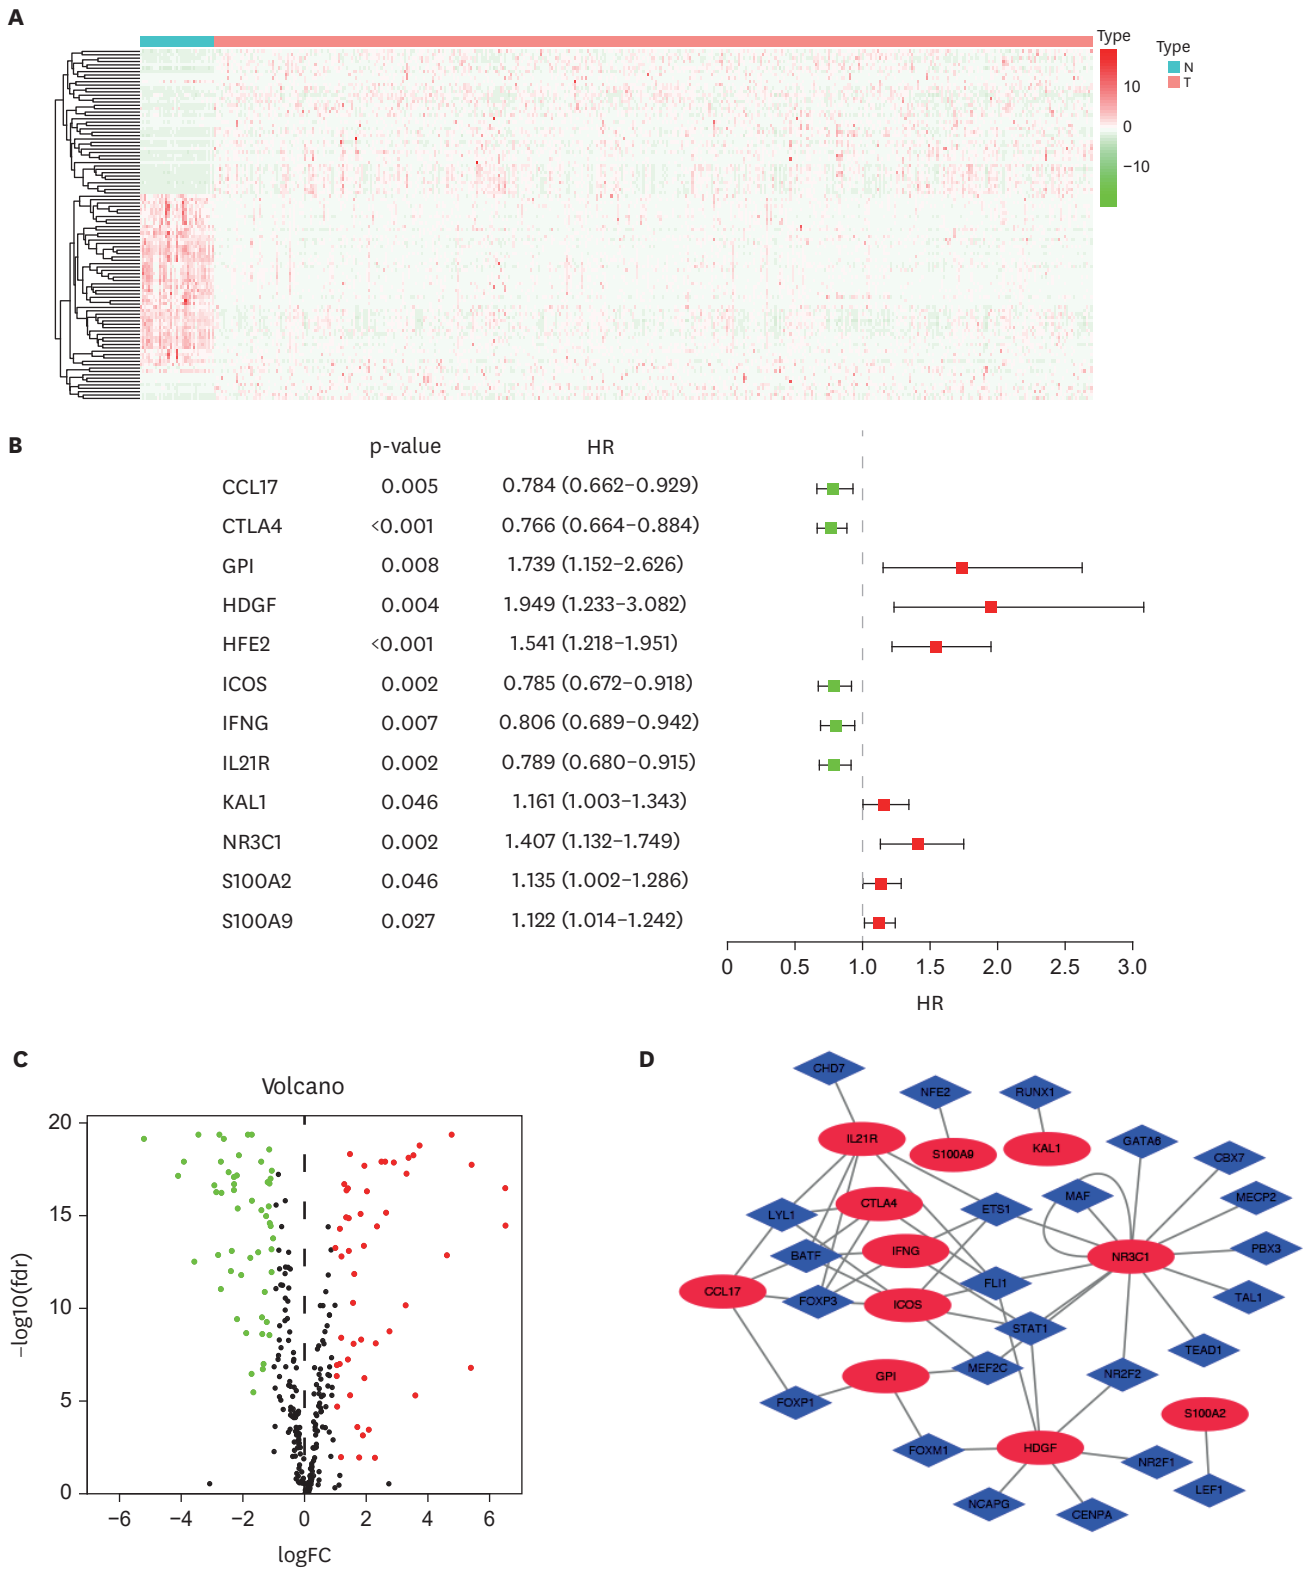 A
Type
10
0
−10
Type
N
T
B
p-value HR
CCL17 0.005 0.784 (0.662−0.929)
CTLA4 <0.001 0.766 (0.664−0.884)
GPI 0.008 1.739 (1.152−2.626)
HDGF 0.004 1.949 (1.233−3.082)
HFE2 <0.001 1.541 (1.218−1.951)
ICOS 0.002 0.785 (0.672−0.918)
IFNG 0.007 0.806 (0.689−0.942)
IL21R 0.002 0.789 (0.680−0.915)
KAL1 0.046 1.161 (1.003−1.343)
NR3C1 0.002 1.407 (1.132−1.749)
S100A2 0.046 1.135 (1.002−1.286)
S100A9 0.027 1.122 (1.014−1.242)
0 0.5 1.0 1.5 2.0 2.5 3.0
HR
C
Volcano
−log10(fdr)
20
15
10
5
0
−6 −4 −2 0 2 4 6
logFC
D
CHD7
NFE2
RUNX1
IL21R
S100A9
KAL1
GATA6
CBX7
CTLA4
MAF
MECP2
LYL1
ETS1
BATF
IFNG
NR3C1
PBX3
CCL17
FOXP3
ICOS
FLI1
TAL1
STAT1
TEAD1
GPI
MEF2C
NR2F2
FOXP1
S100A2
FOXM1
HDGF
NR2F1
LEF1
NCAPG
CENPA